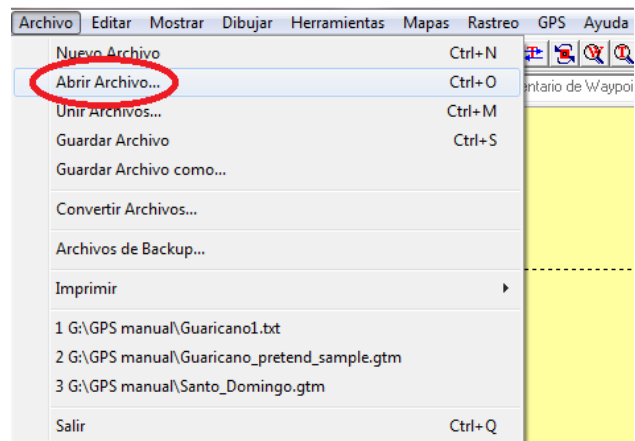 Archivo Editar Mostrar Dibujar Herramientas Mapas Rastreo GPS Ayuda
Nuevo Archivo Ctrl+N
Abrir Archivo... Ctrl+O
Unir Archivos... Ctrl+M
Guardar Archivo Ctrl+S
Guardar Archivo como...
Convertir Archivos...
Archivos de Backup...
Imprimir
1 G:\GPS manual\Guaricano1.txt
2 G:\GPS manual\Guaricano_pretend_sample.gtm
3 G:\GPS manual\Santo_Domingo.gtm
Salir Ctrl+Q